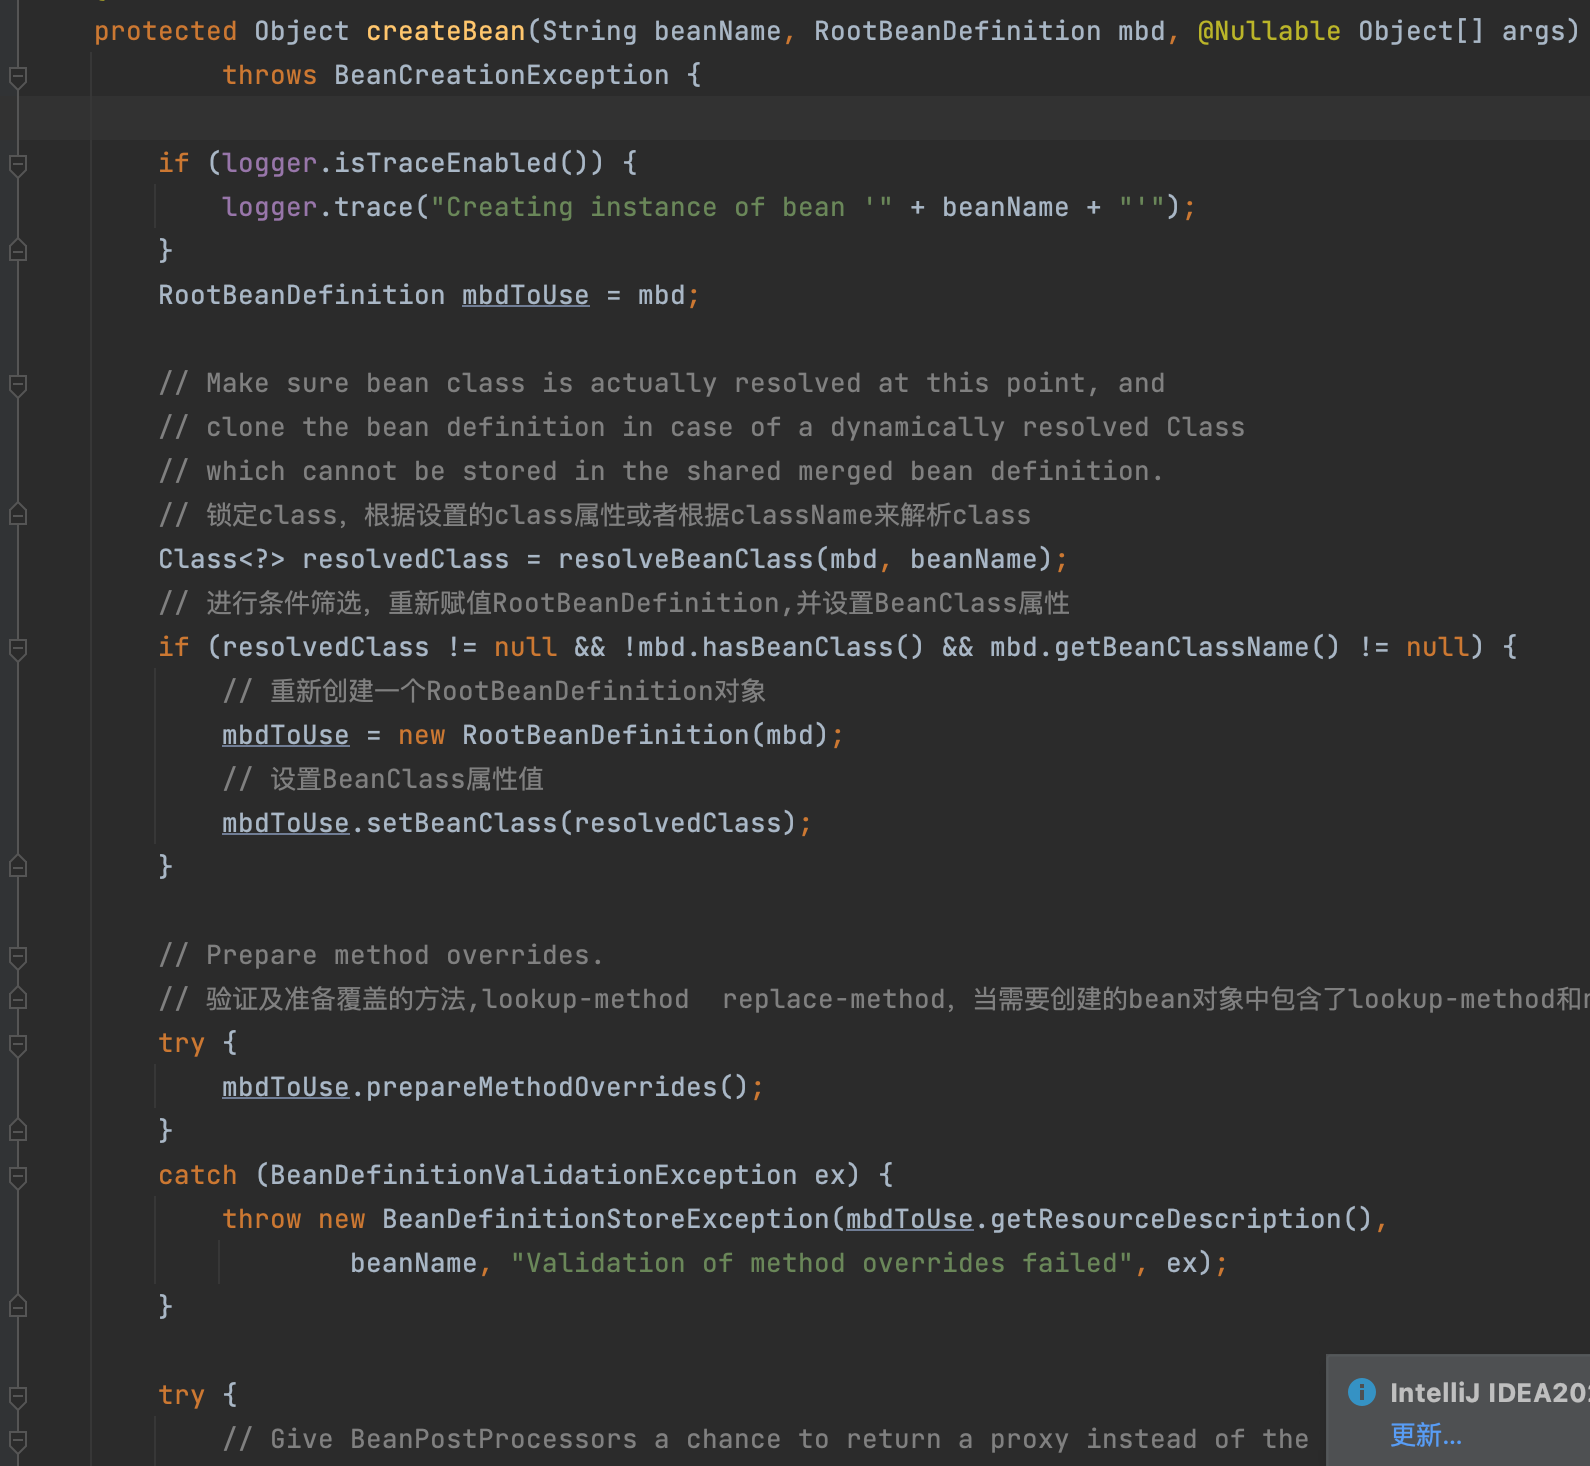 protected Object createBean(String beanName, RootBeanDefinition mbd, @Nullable Object[] args)
throws BeanCreationException {
if (logger.isTraceEnabled()) {
logger.trace("Creating instance of bean '" + beanName + "'");
}
RootBeanDefinition mbdToUse = mbd;
// Make sure bean class is actually resolved at this point, and
// clone the bean definition in case of a dynamically resolved Class
// which cannot be stored in the shared merged bean definition.
// 锁定class，根据设置的class属性或者根据className来解析class
Class<?> resolvedClass = resolveBeanClass(mbd, beanName);
// 进行条件筛选，重新赋值RootBeanDefinition,并设置BeanClass属性
if (resolvedClass != null && !mbd.hasBeanClass() && mbd.getBeanClassName() != null) {
// 重新创建一个RootBeanDefinition对象
mbdToUse = new RootBeanDefinition(mbd);
// 设置BeanClass属性值
mbdToUse.setBeanClass(resolvedClass);
}
// Prepare method overrides.
// 验证及准备覆盖的方法,lookup-method  replace-method，当需要创建的bean对象中包含了lookup-method和
try {
mbdToUse.prepareMethodOverrides();
}
catch (BeanDefinitionValidationException ex) {
throw new BeanDefinitionStoreException(mbdToUse.getResourceDescription(),
beanName, "Validation of method overrides failed", ex);
}
try {
// Give BeanPostProcessors a chance to return a proxy instead of the
IntelliJ IDEA202
更新...